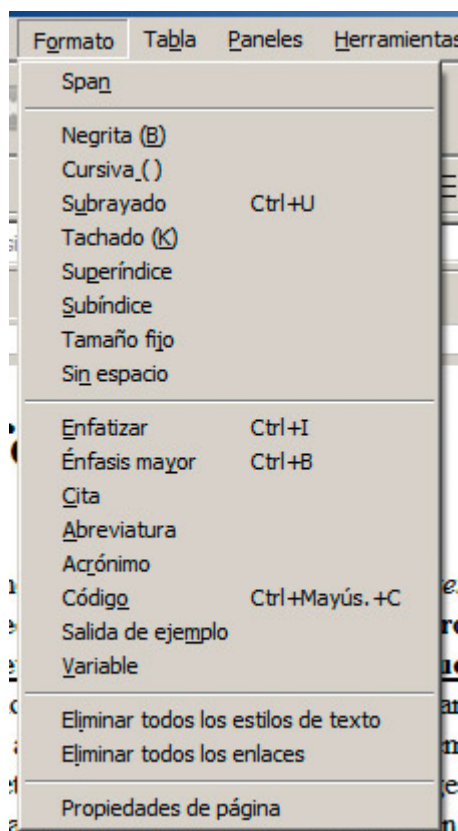 Formato Tabla Paneles Herramientas
Span
Negrita (B)
Cursiva_( )
Subrayado Ctrl+U
Tachado (K)
Superíndice
Subíndice
Tamaño fijo
Sin espacio
Enfatizar Ctrl+I
Énfasis mayor Ctrl+B
Cita
Abreviatura
Acrónimo
Código Ctrl+Mayús.+C
Salida de ejemplo
Variable
Eliminar todos los estilos de texto
Eliminar todos los enlaces
Propiedades de página